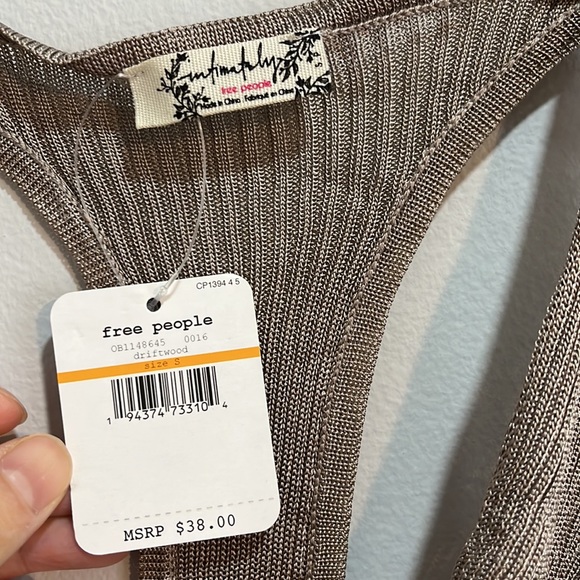 intimately
free people
Made in China Fabriqué en Chine
CP1394 4 5
free people
OB1148645 0016
driftwood
size S
1 94374 73310 4
MSRP $38.00